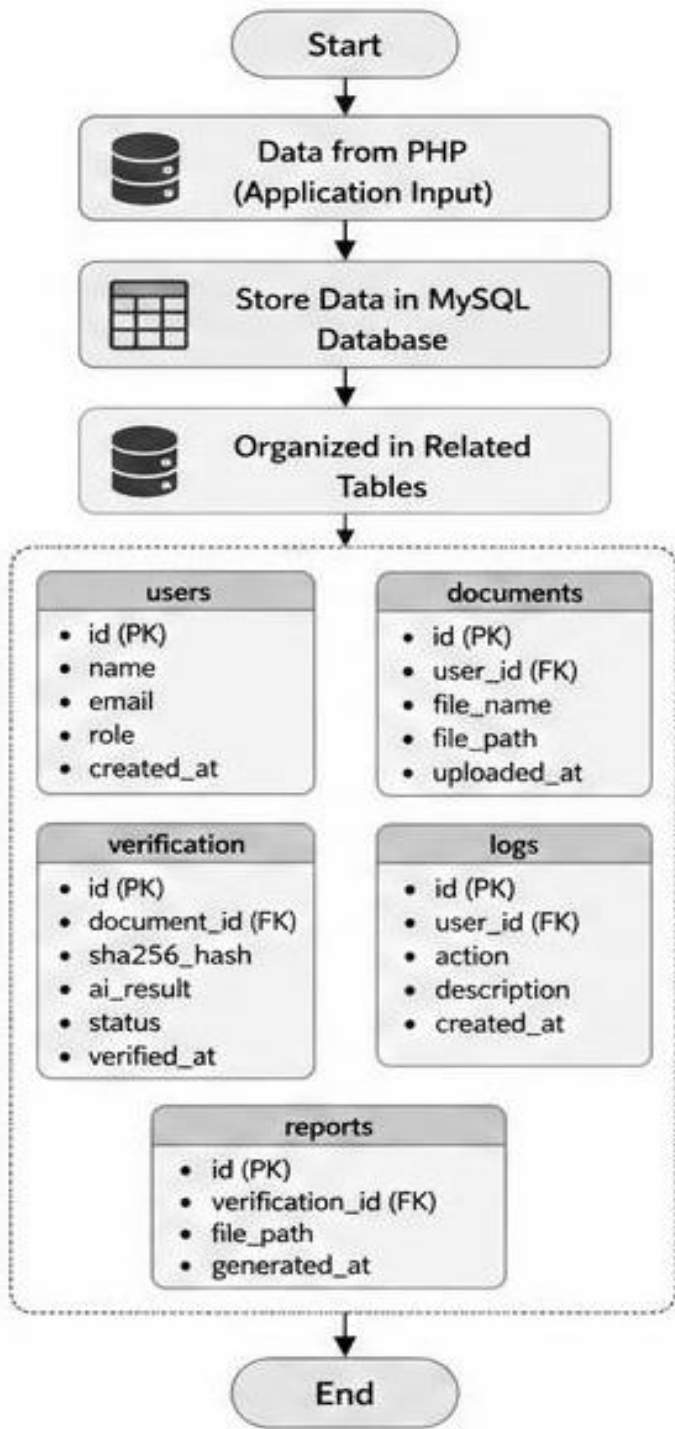 Start
Data from PHP
(Application Input)
Store Data in MySQL
Database
Organized in Related
Tables
users
• id (PK)
• name
• email
• role
• created_at
documents
• id (PK)
• user_id (FK)
• file_name
• file_path
• uploaded_at
verification
• id (PK)
• document_id (FK)
• sha256_hash
• ai_result
• status
• verified_at
logs
• id (PK)
• user_id (FK)
• action
• description
• created_at
reports
• id (PK)
• verification_id (FK)
• file_path
• generated_at
End